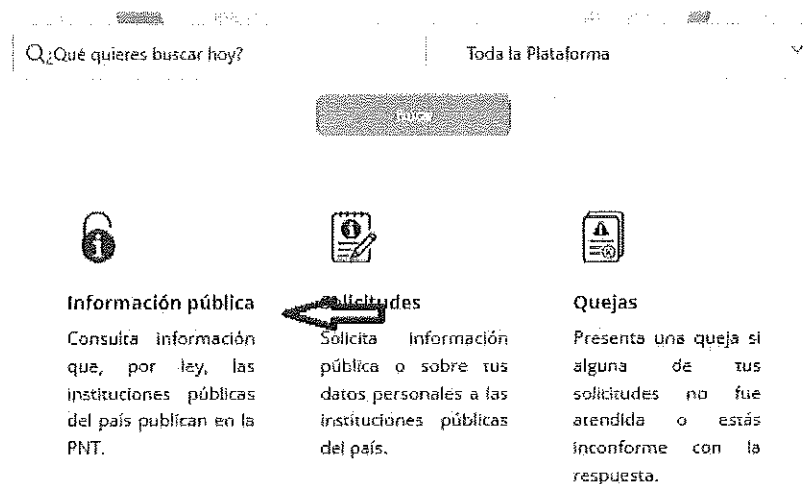 ¿Qué quieres buscar hoy?
Toda la Plataforma
Buscar
Información pública
Consulta información
que, por ley, las
instituciones públicas
del país publican en la
PNT.
Solicitudes
Solicita información
pública o sobre tus
datos personales a las
instituciones públicas
del país.
Quejas
Presenta una queja si
alguna de tus
solicitudes no fue
atendida o estás
inconforme con la
respuesta.